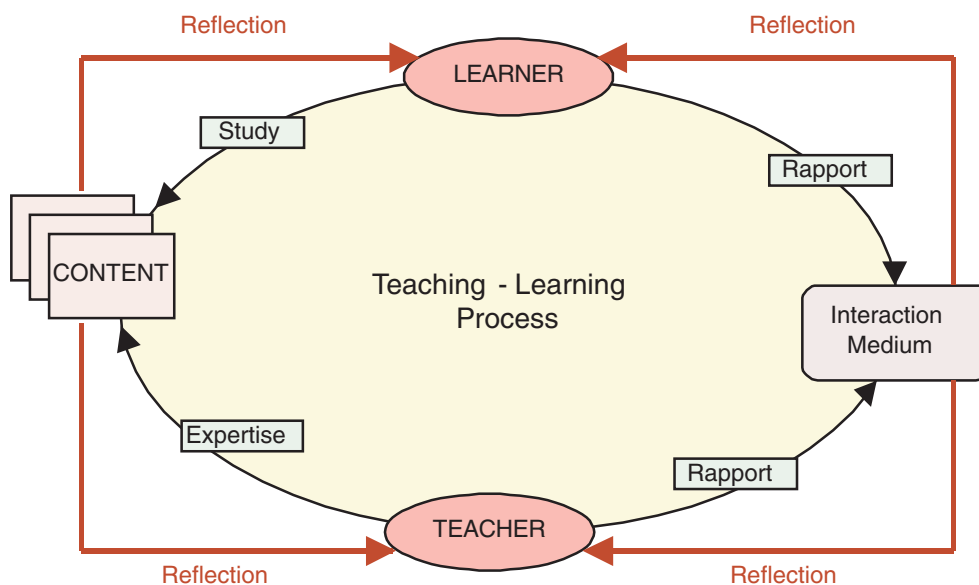 Reflection
Reflection
LEARNER
Study
Rapport
CONTENT
Teaching - Learning
Process
Interaction
Medium
Expertise
Rapport
TEACHER
Reflection
Reflection